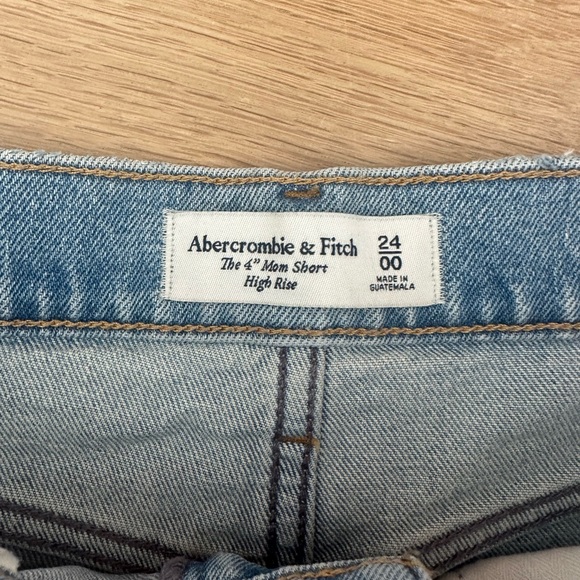 Abercrombie & Fitch
The 4" Mom Short
High Rise
24
00
MADE IN
GUATEMALA